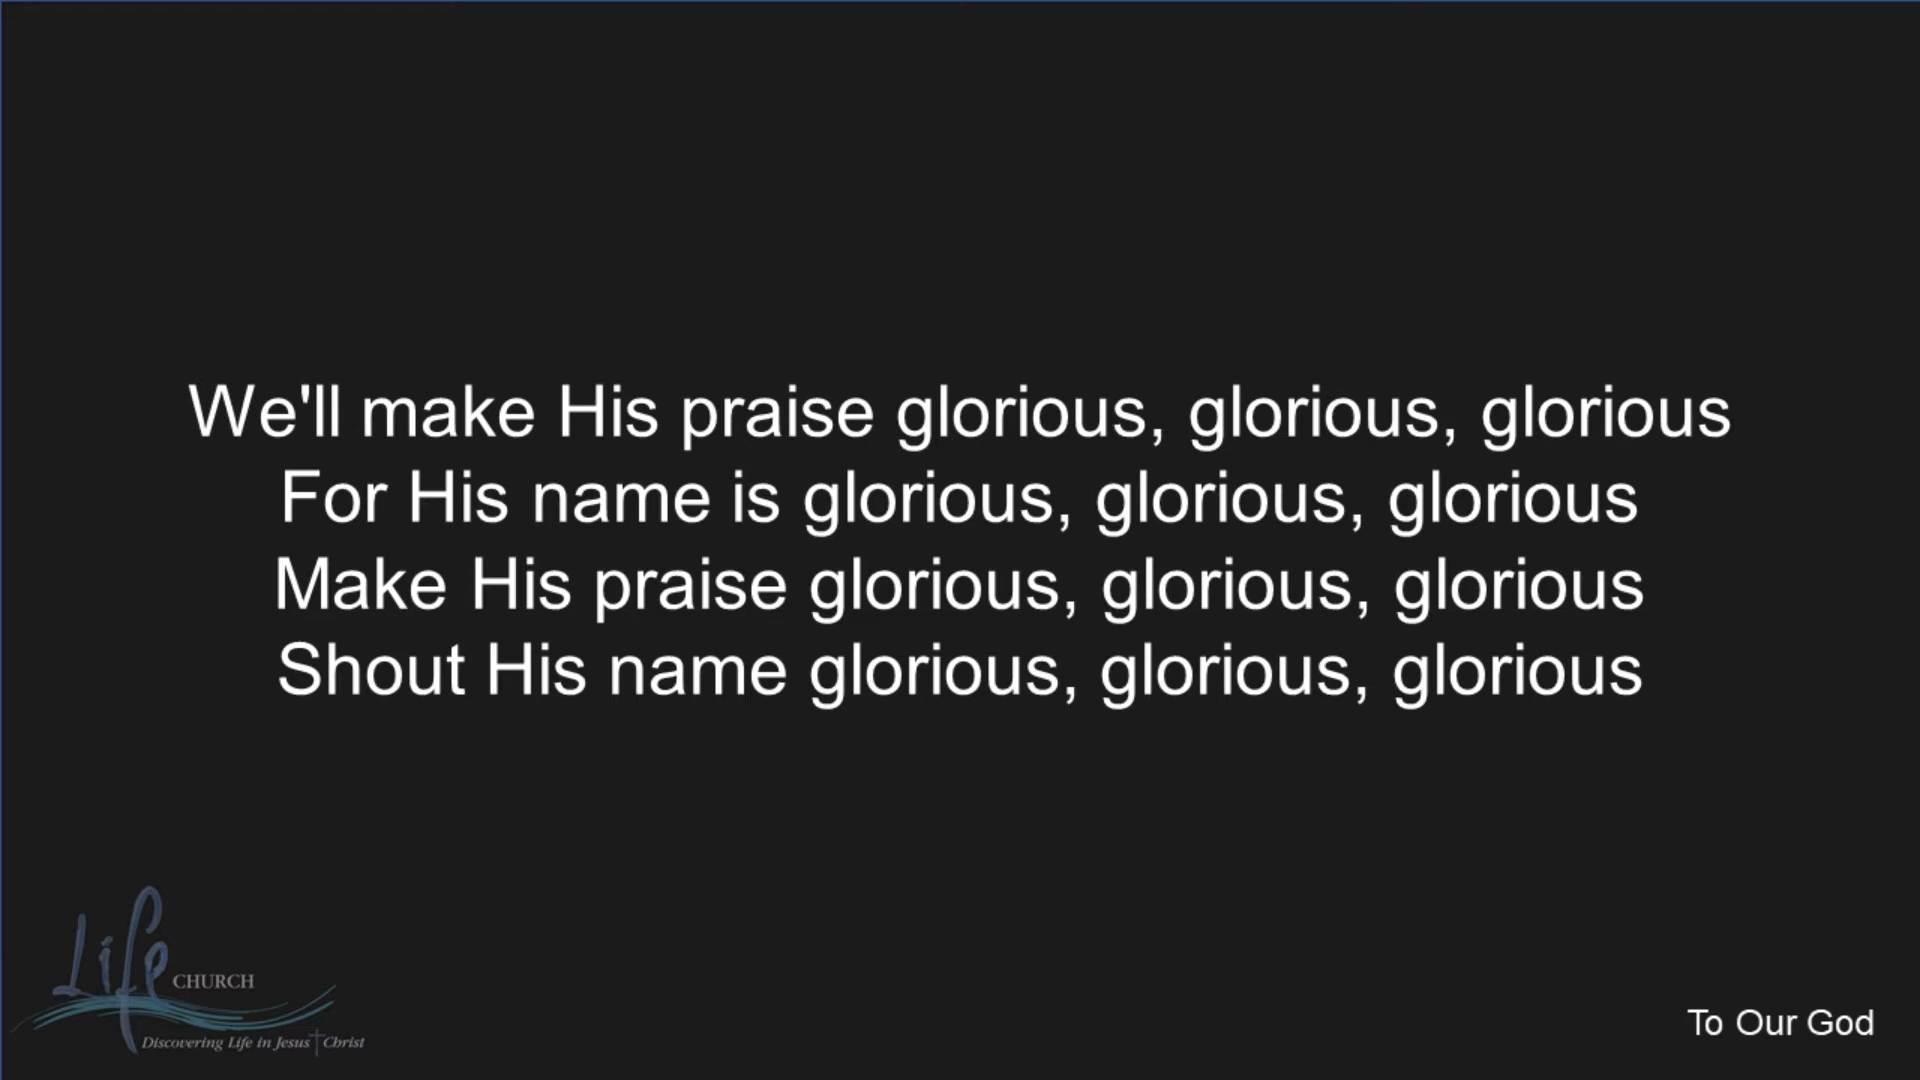 We'll make His praise glorious, glorious, glorious
For His name is glorious, glorious, glorious
Make His praise glorious, glorious, glorious
Shout His name glorious, glorious, glorious
Life CHURCH
Discovering Life in Jesus Christ
To Our God